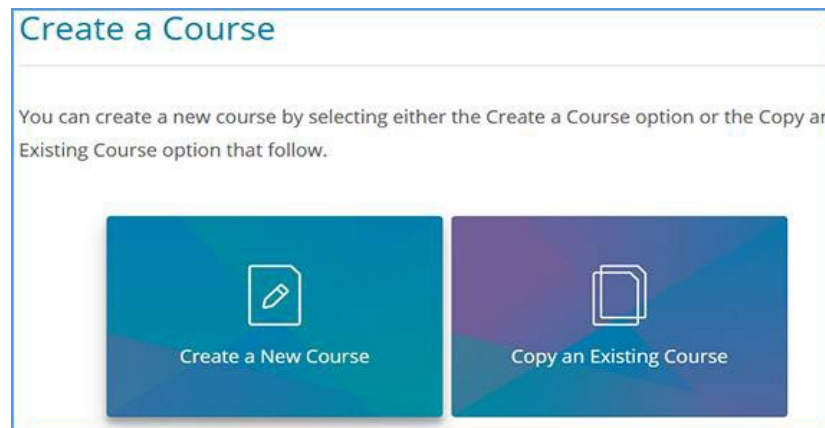 Create a Course
You can create a new course by selecting either the Create a Course option or the Copy an
Existing Course option that follow.
Create a New Course
Copy an Existing Course